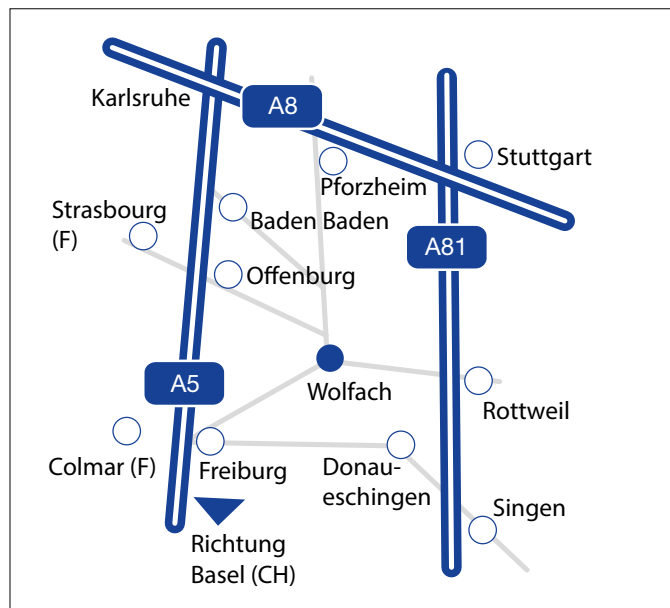 Karlsruhe
A8
Stuttgart
Pforzheim
Strasbourg
(F)
Baden Baden
A81
Offenburg
A5
Wolfach
Rottweil
Colmar (F)
Freiburg
Donau-
eschingen
Singen
Richtung
Basel (CH)